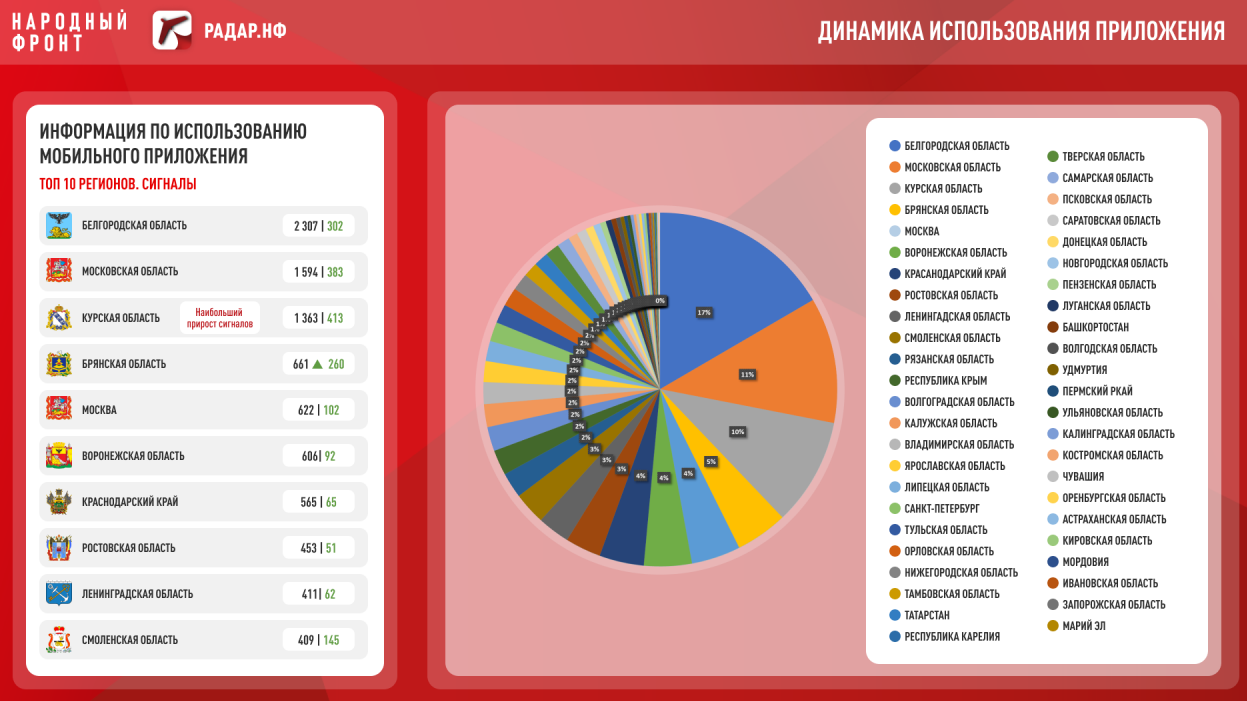 НАРОДНЫЙ
ФРОНТ
РАДАР.НФ
ДИНАМИКА ИСПОЛЬЗОВАНИЯ ПРИЛОЖЕНИЯ
ИНФОРМАЦИЯ ПО ИСПОЛЬЗОВАНИЮ
МОБИЛЬНОГО ПРИЛОЖЕНИЯ
ТОП 10 РЕГИОНОВ. СИГНАЛЫ
БЕЛГОРОДСКАЯ ОБЛАСТЬ 2 307 | 302
МОСКОВСКАЯ ОБЛАСТЬ 1 594 | 383
КУРСКАЯ ОБЛАСТЬ Наибольший прирост сигналов 1 363 | 413
БРЯНСКАЯ ОБЛАСТЬ 661 ▲ 260
МОСКВА 622 | 102
ВОРОНЕЖСКАЯ ОБЛАСТЬ 606| 92
КРАСНОДАРСКИЙ КРАЙ 565 | 65
РОСТОВСКАЯ ОБЛАСТЬ 453 | 51
ЛЕНИНГРАДСКАЯ ОБЛАСТЬ 411| 62
СМОЛЕНСКАЯ ОБЛАСТЬ 409 | 145
0%
17%
11%
10%
5%
4%
4%
4%
3%
3%
3%
2%
2%
2%
2%
2%
2%
2%
2%
2%
2%
БЕЛГОРОДСКАЯ ОБЛАСТЬ
МОСКОВСКАЯ ОБЛАСТЬ
КУРСКАЯ ОБЛАСТЬ
БРЯНСКАЯ ОБЛАСТЬ
МОСКВА
ВОРОНЕЖСКАЯ ОБЛАСТЬ
КРАСАНОДАРСКИЙ КРАЙ
РОСТОВСКАЯ ОБЛАСТЬ
ЛЕНИНГАДСКАЯ ОБЛАСТЬ
СМОЛЕНСКАЯ ОБЛАСТЬ
РЯЗАНСКАЯ ОБЛАСТЬ
РЕСПУБЛИКА КРЫМ
ВОЛГОГРАДСКАЯ ОБЛАСТЬ
КАЛУЖСКАЯ ОБЛАСТЬ
ВЛАДИМИРСКАЯ ОБЛАСТЬ
ЯРОСЛАВСКАЯ ОБЛАСТЬ
ЛИПЕЦКАЯ ОБЛАСТЬ
САНКТ-ПЕТЕРБУРГ
ТУЛЬСКАЯ ОБЛАСТЬ
ОРЛОВСКАЯ ОБЛАСТЬ
НИЖЕГОРОДСКАЯ ОБЛАСТЬ
ТАМБОВСКАЯ ОБЛАСТЬ
ТАТАРСТАН
РЕСПУБЛИКА КАРЕЛИЯ
ТВЕРСКАЯ ОБЛАСТЬ
САМАРСКАЯ ОБЛАСТЬ
ПСКОВСКАЯ ОБЛАСТЬ
САРАТОВСКАЯ ОБЛАСТЬ
ДОНЕЦКАЯ ОБЛАСТЬ
НОВГОРОДСКАЯ ОБЛАСТЬ
ПЕНЗЕНСКАЯ ОБЛАСТЬ
ЛУГАНСКАЯ ОБЛАСТЬ
БАШКОРТОСТАН
ВОЛГОДСКАЯ ОБЛАСТЬ
УДМУРТИЯ
ПЕРМСКИЙ РКАЙ
УЛЬЯНОВСКАЯ ОБЛАСТЬ
КАЛИНГРАДСКАЯ ОБЛАСТЬ
КОСТРОМСКАЯ ОБЛАСТЬ
ЧУВАШИЯ
ОРЕНБУРГСКАЯ ОБЛАСТЬ
АСТРАХАНСКАЯ ОБЛАСТЬ
КИРОВСКАЯ ОБЛАСТЬ
МОРДОВИЯ
ИВАНОВСКАЯ ОБЛАСТЬ
ЗАПОРОЖСКАЯ ОБЛАСТЬ
МАРИЙ ЭЛ